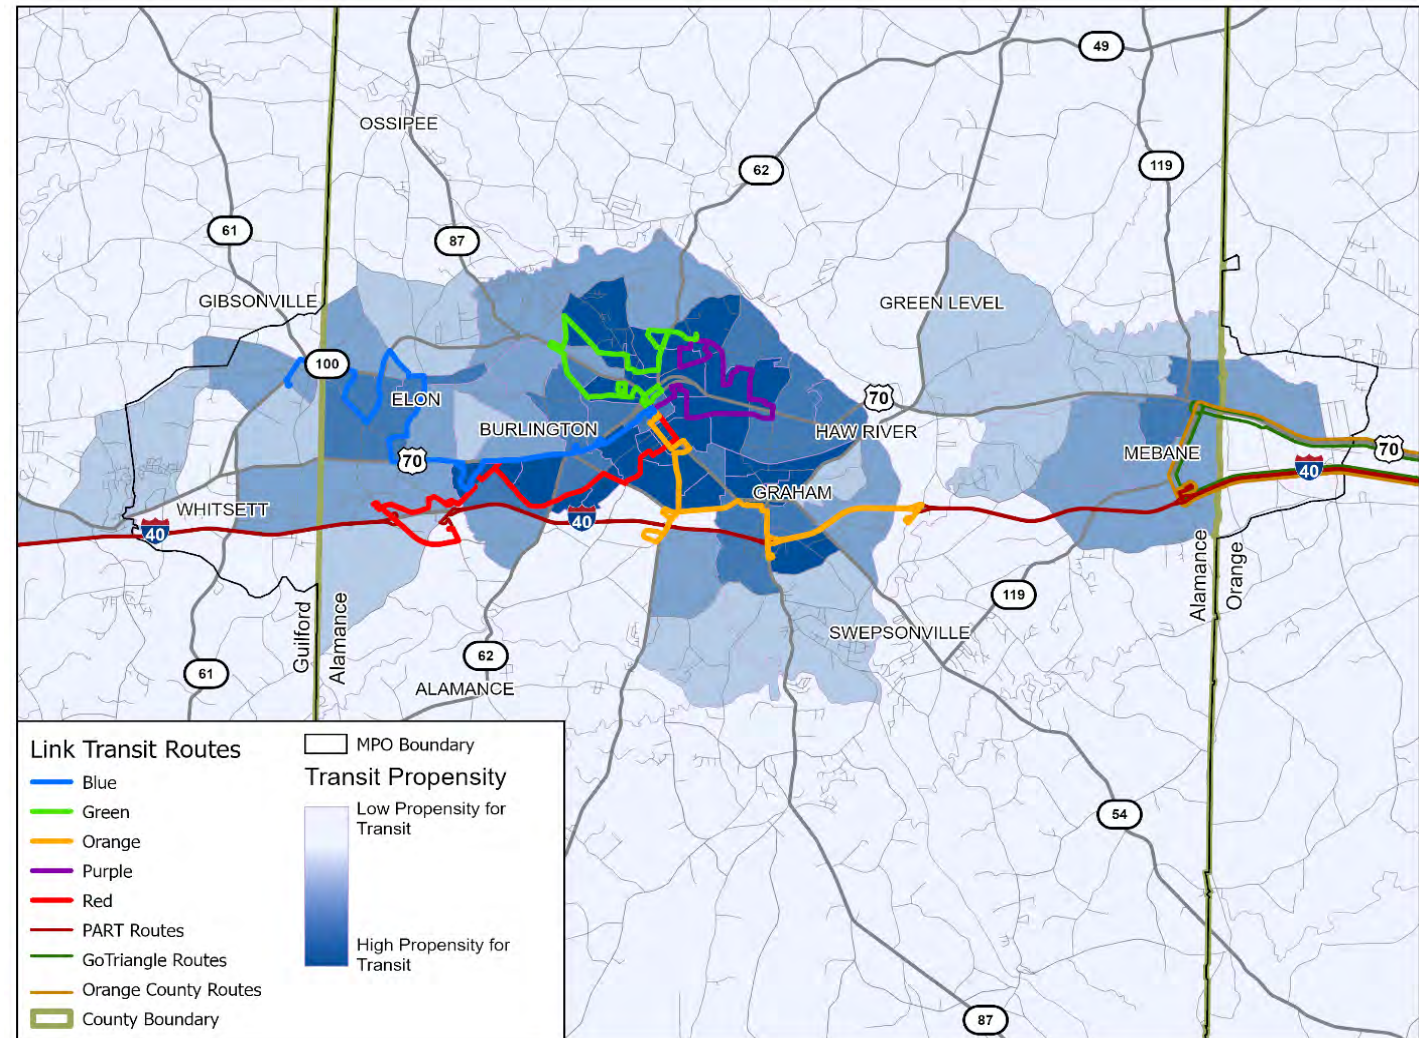 49
OSSIPEE
62
119
61
87
GIBSONVILLE
GREEN LEVEL
100
ELON
70
BURLINGTON
HAW RIVER
70
MEBANE
70
40
GRAHAM
WHITSETT
40
40
Alamance
Orange
119
Guilford
Alamance
SWEPSONVILLE
62
61
ALAMANCE
54
87
Link Transit Routes
Blue
Green
Orange
Purple
Red
PART Routes
GoTriangle Routes
Orange County Routes
County Boundary
MPO Boundary
Transit Propensity
Low Propensity for
Transit
High Propensity for
Transit